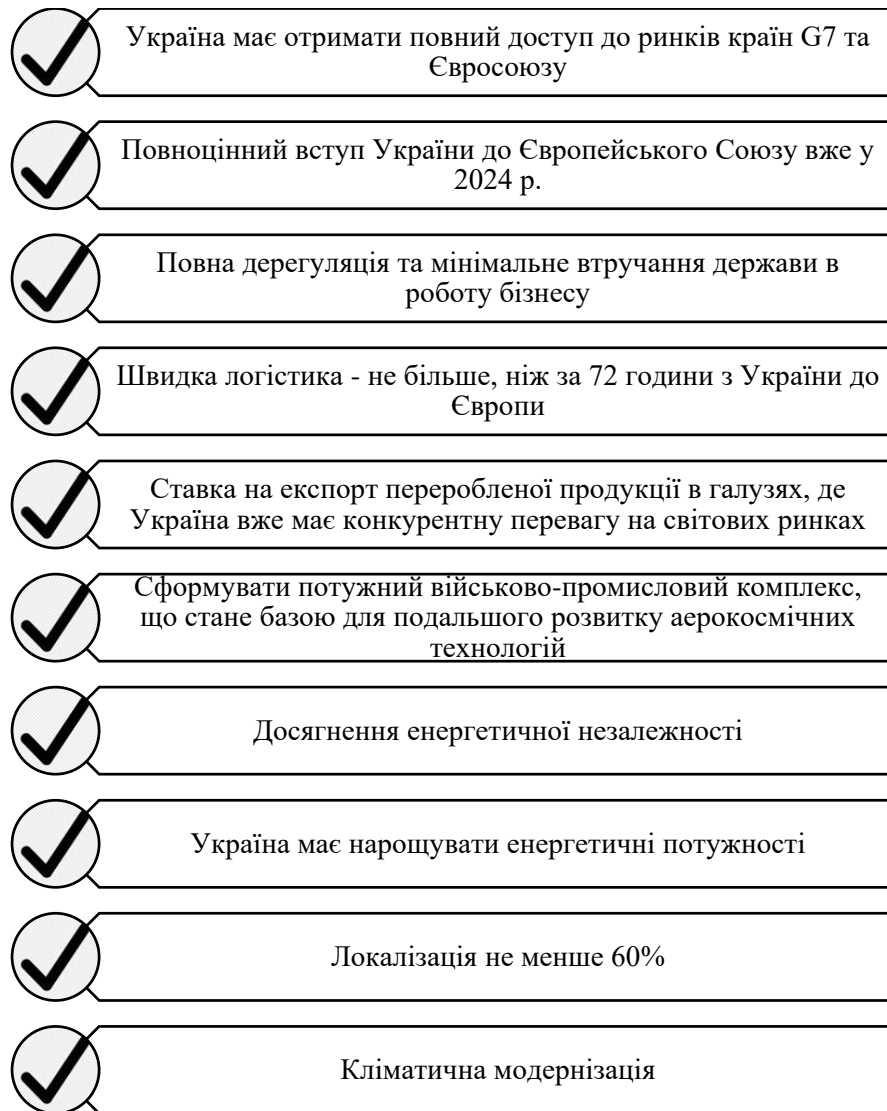 Україна має отримати повний доступ до ринків країн G7 та
Євросоюзу
Повноцінний вступ України до Європейського Союзу вже у
2024 р.
Повна дерегуляція та мінімальне втручання держави в
роботу бізнесу
Швидка логістика - не більше, ніж за 72 години з України до
Європи
Ставка на експорт переробленої продукції в галузях, де
Україна вже має конкурентну перевагу на світових ринках
Сформувати потужний військово-промисловий комплекс,
що стане базою для подальшого розвитку аерокосмічних
технологій
Досягнення енергетичної незалежності
Україна має нарощувати енергетичні потужності
Локалізація не менше 60%
Кліматична модернізація